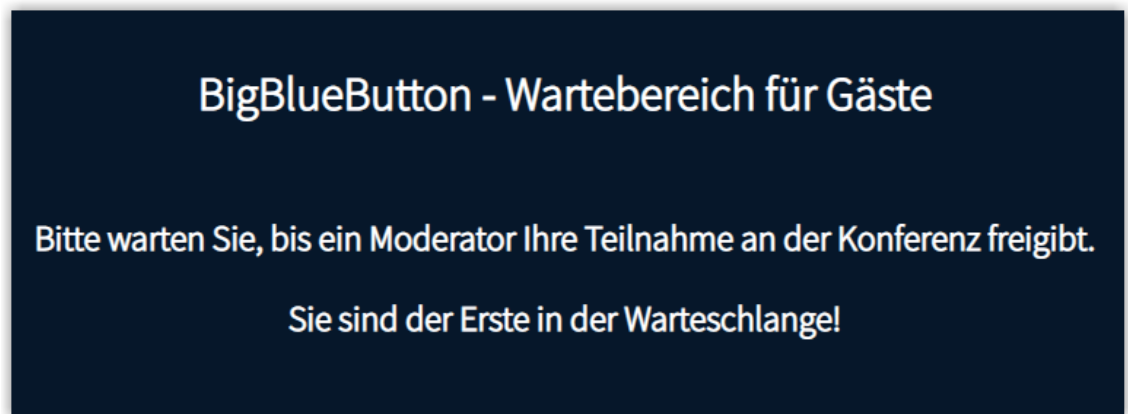 BigBlueButton - Wartebereich für Gäste
Bitte warten Sie, bis ein Moderator Ihre Teilnahme an der Konferenz freigibt.
Sie sind der Erste in der Warteschlange!